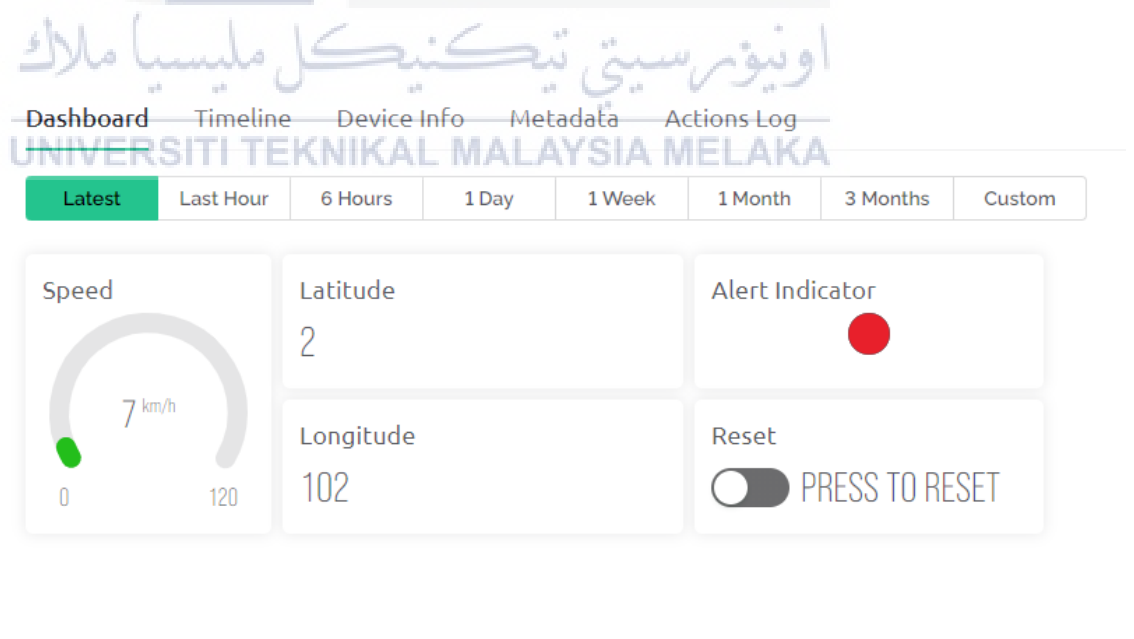 اونيۏرسيتي تيكنيكل مليسيا ملاك
Dashboard Timeline Device Info Metadata Actions Log
UNIVERSITI TEKNIKAL MALAYSIA MELAKA
Latest Last Hour 6 Hours 1 Day 1 Week 1 Month 3 Months Custom
Speed
7 km/h
0 120
Latitude
2
Longitude
102
Alert Indicator
Reset
PRESS TO RESET